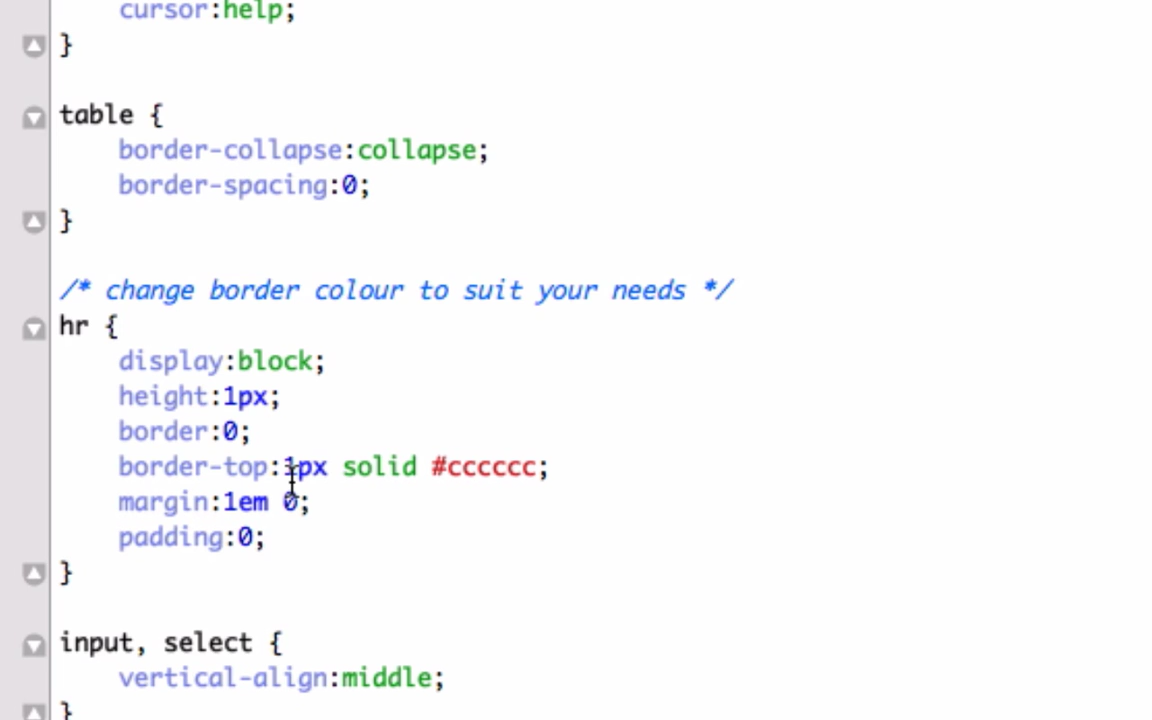 cursor:help;
}
table {
border-collapse:collapse;
border-spacing:0;
}
/* change border colour to suit your needs */
hr {
display:block;
height:1px;
border:0;
border-top:1px solid #cccccc;
margin:1em 0;
padding:0;
}
input, select {
vertical-align:middle;
}